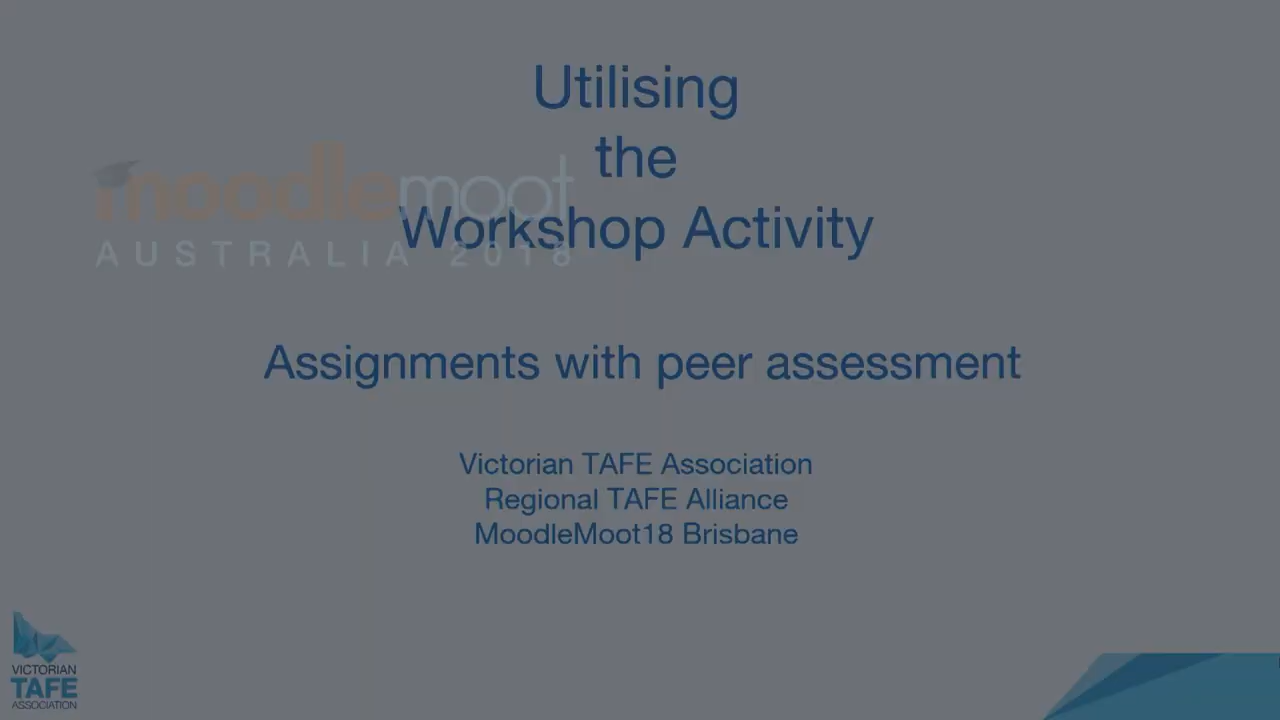 Utilising
the
moodlemoot
Workshop Activity
AUSTRALIA 2018
Assignments with peer assessment
Victorian TAFE Association
Regional TAFE Alliance
MoodleMoot18 Brisbane
VICTORIAN
TAFE
ASSOCIATION